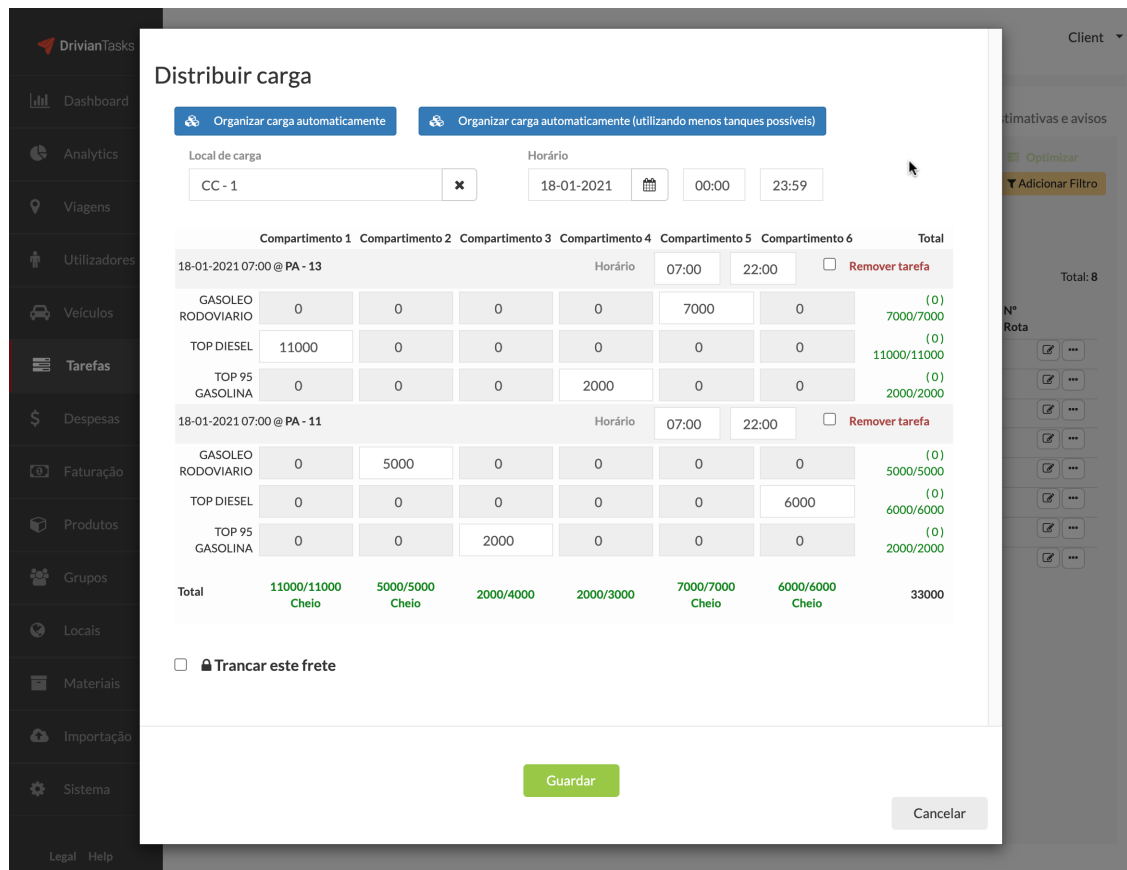 DrivianTasks
Client
Dashboard
Analytics
Viagens
Utilizadores
Veículos
Tarefas
Despesas
Faturação
Produtos
Grupos
Locais
Materiais
Importação
Sistema
Legal Help
Distribuir carga
Organizar carga automaticamente
Organizar carga automaticamente (utilizando menos tanques possíveis)
Local de carga
Horário
CC - 1
18-01-2021
00:00
23:59
Compartimento 1 Compartimento 2 Compartimento 3 Compartimento 4 Compartimento 5 Compartimento 6 Total
18-01-2021 07:00 @ PA - 13 Horário 07:00 22:00 Remover tarefa
GASOLEO RODOVIARIO 0 0 0 0 7000 0 (0) 7000/7000
TOP DIESEL 11000 0 0 0 0 0 (0) 11000/11000
TOP 95 GASOLINA 0 0 0 2000 0 0 (0) 2000/2000
18-01-2021 07:00 @ PA - 11 Horário 07:00 22:00 Remover tarefa
GASOLEO RODOVIARIO 0 5000 0 0 0 0 (0) 5000/5000
TOP DIESEL 0 0 0 0 0 6000 (0) 6000/6000
TOP 95 GASOLINA 0 0 2000 0 0 0 (0) 2000/2000
Total 11000/11000 Cheio 5000/5000 Cheio 2000/4000 2000/3000 7000/7000 Cheio 6000/6000 Cheio 33000
Trancar este frete
Guardar
Cancelar
e avisos
Optimizar
Adicionar Filtro
Total: 8
Nº
Rota